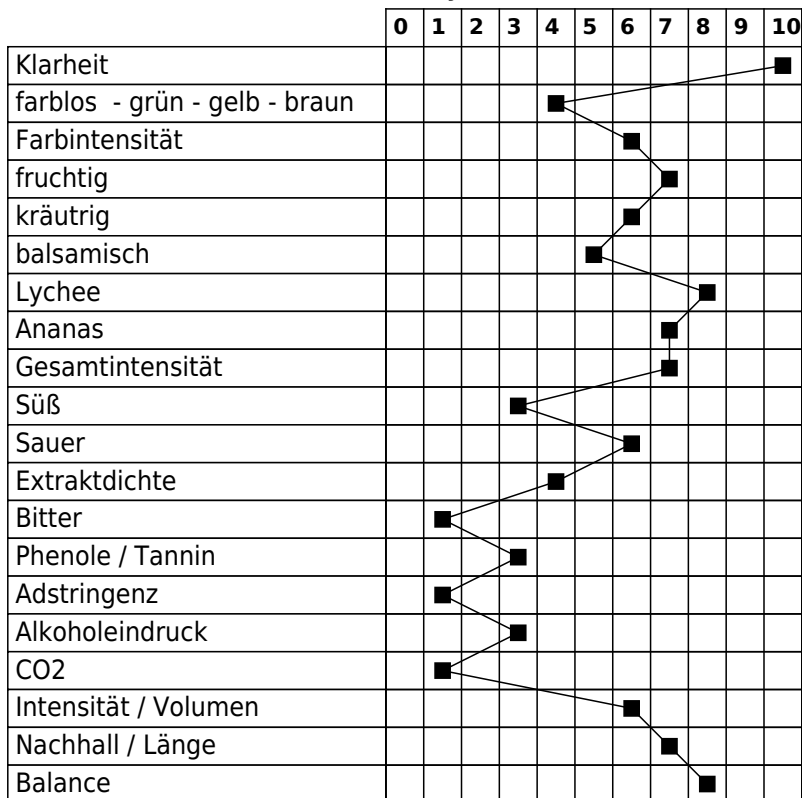 0 1 2 3 4 5 6 7 8 9 10
Klarheit
farblos - grün - gelb - braun
Farbintensität
fruchtig
kräutrig
balsamisch
Lychee
Ananas
Gesamtintensität
Süß
Sauer
Extraktdichte
Bitter
Phenole / Tannin
Adstringenz
Alkoholeindruck
CO2
Intensität / Volumen
Nachhall / Länge
Balance